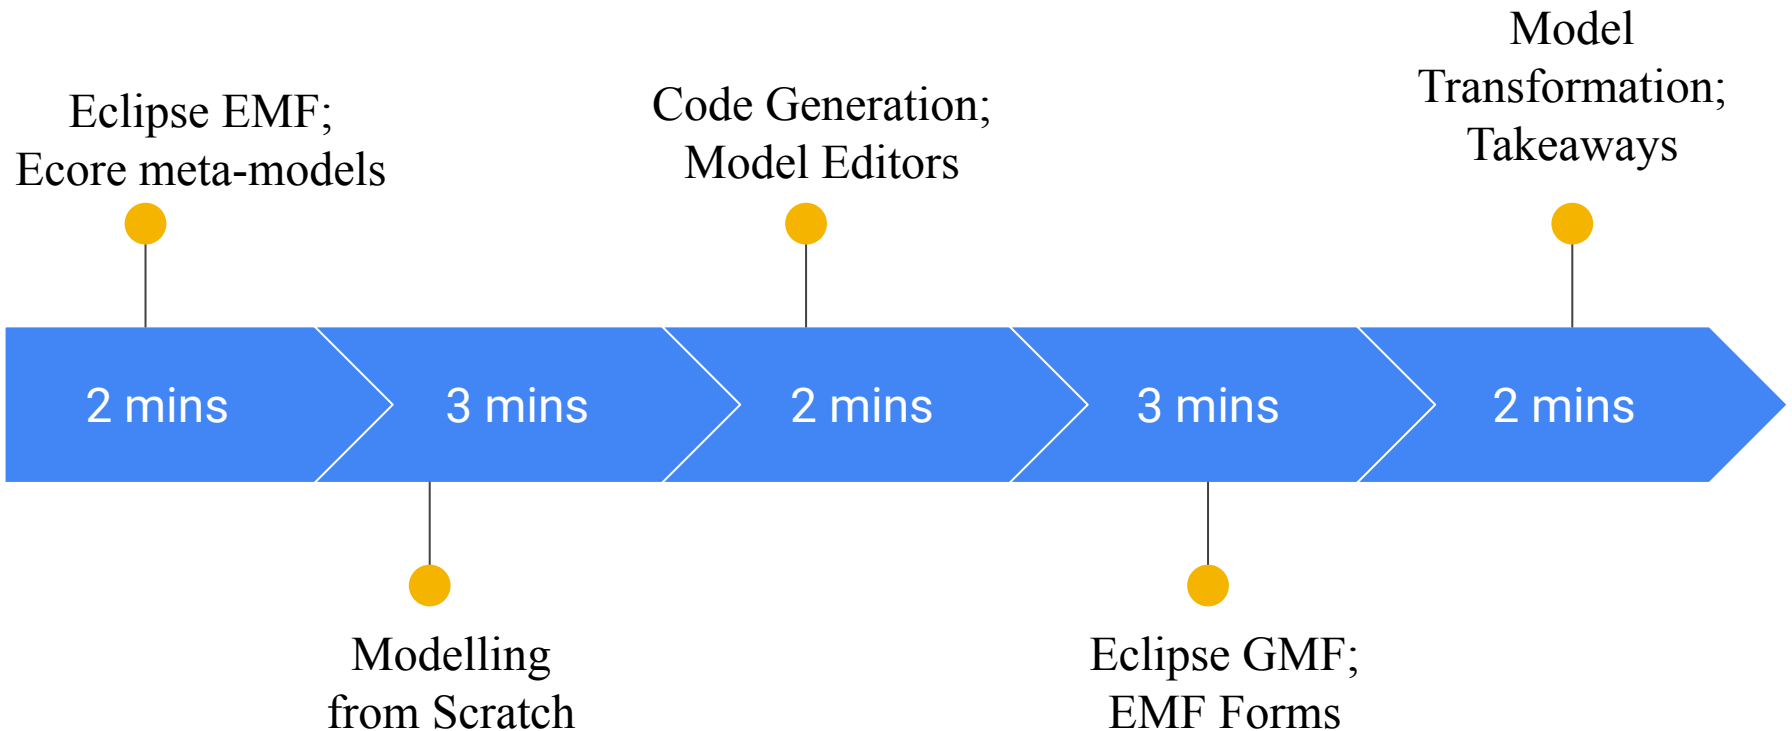 Model
Transformation;
Takeaways
Eclipse EMF;
Ecore meta-models
Code Generation;
Model Editors
2 mins
3 mins
2 mins
3 mins
2 mins
Modelling
from Scratch
Eclipse GMF;
EMF Forms